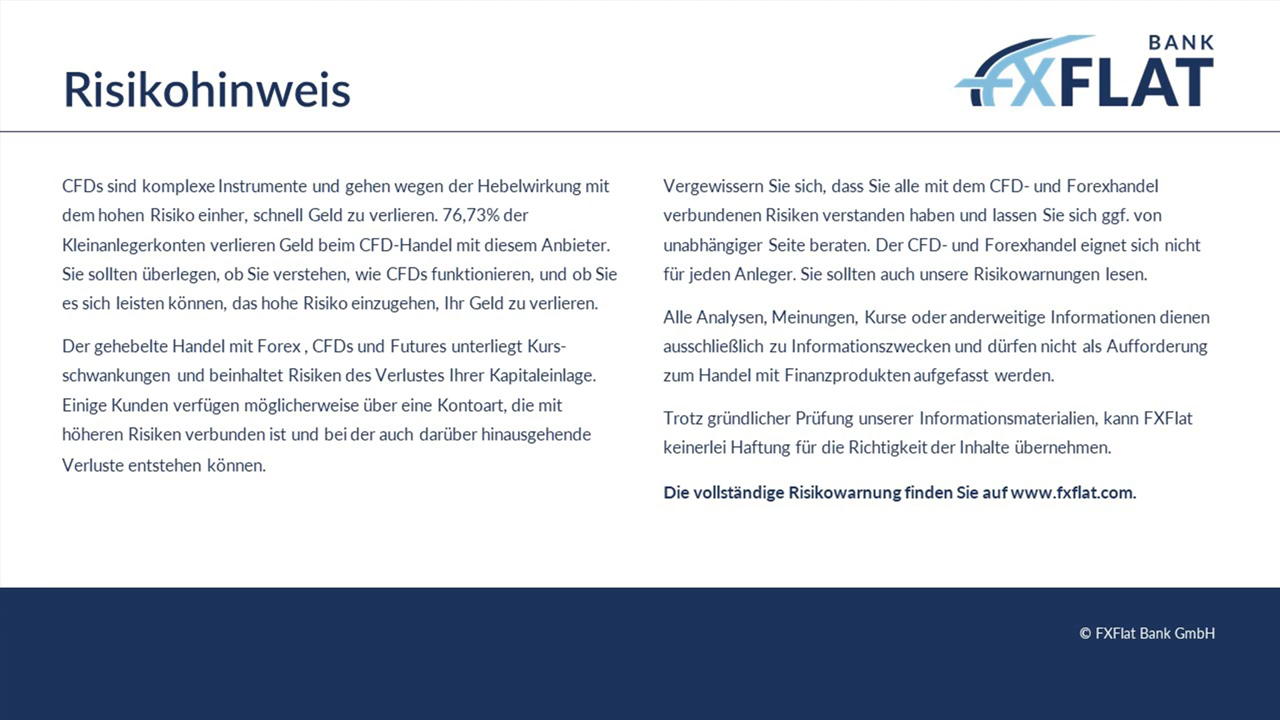 Risikohinweis
BANK
FXFLAT
CFDs sind komplexe Instrumente und gehen wegen der Hebelwirkung mit
dem hohen Risiko einher, schnell Geld zu verlieren. 76,73% der
Kleinanlegerkonten verlieren Geld beim CFD-Handel mit diesem Anbieter.
Sie sollten überlegen, ob Sie verstehen, wie CFDs funktionieren, und ob Sie
es sich leisten können, das hohe Risiko einzugehen, Ihr Geld zu verlieren.
Der gehebelte Handel mit Forex , CFDs und Futures unterliegt Kurs-
schwankungen und beinhaltet Risiken des Verlustes Ihrer Kapitaleinlage.
Einige Kunden verfügen möglicherweise über eine Kontoart, die mit
höheren Risiken verbunden ist und bei der auch darüber hinausgehende
Verluste entstehen können.
Vergewissern Sie sich, dass Sie alle mit dem CFD- und Forexhandel
verbundenen Risiken verstanden haben und lassen Sie sich ggf. von
unabhängiger Seite beraten. Der CFD- und Forexhandel eignet sich nicht
für jeden Anleger. Sie sollten auch unsere Risikowarnungen lesen.
Alle Analysen, Meinungen, Kurse oder anderweitige Informationen dienen
ausschließlich zu Informationszwecken und dürfen nicht als Aufforderung
zum Handel mit Finanzprodukten aufgefasst werden.
Trotz gründlicher Prüfung unserer Informationsmaterialien, kann FXFlat
keinerlei Haftung für die Richtigkeit der Inhalte übernehmen.
Die vollständige Risikowarnung finden Sie auf www.fxflat.com.
© FXFlat Bank GmbH